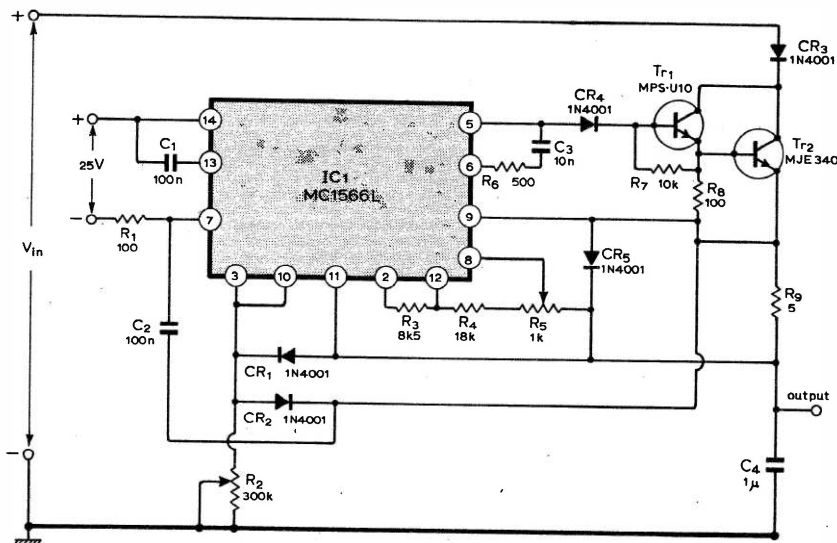 +
CR3
1N4001
Tr1
MPS-U10
CR4
1N4001
+
14
5
C3
10n
Tr2
MJE340
C1
100n
13
6
R6
500
R7
10k
R8
100
25V
IC1
MC1566L
-
R1
100
7
9
8
CR5
1N4001
Vin
3
10
11
2
12
R3
8k5
R4
18k
R5
1k
R9
5
C2
100n
CR1
1N4001
CR2
1N4001
output
-
R2
300k
C4
1μ